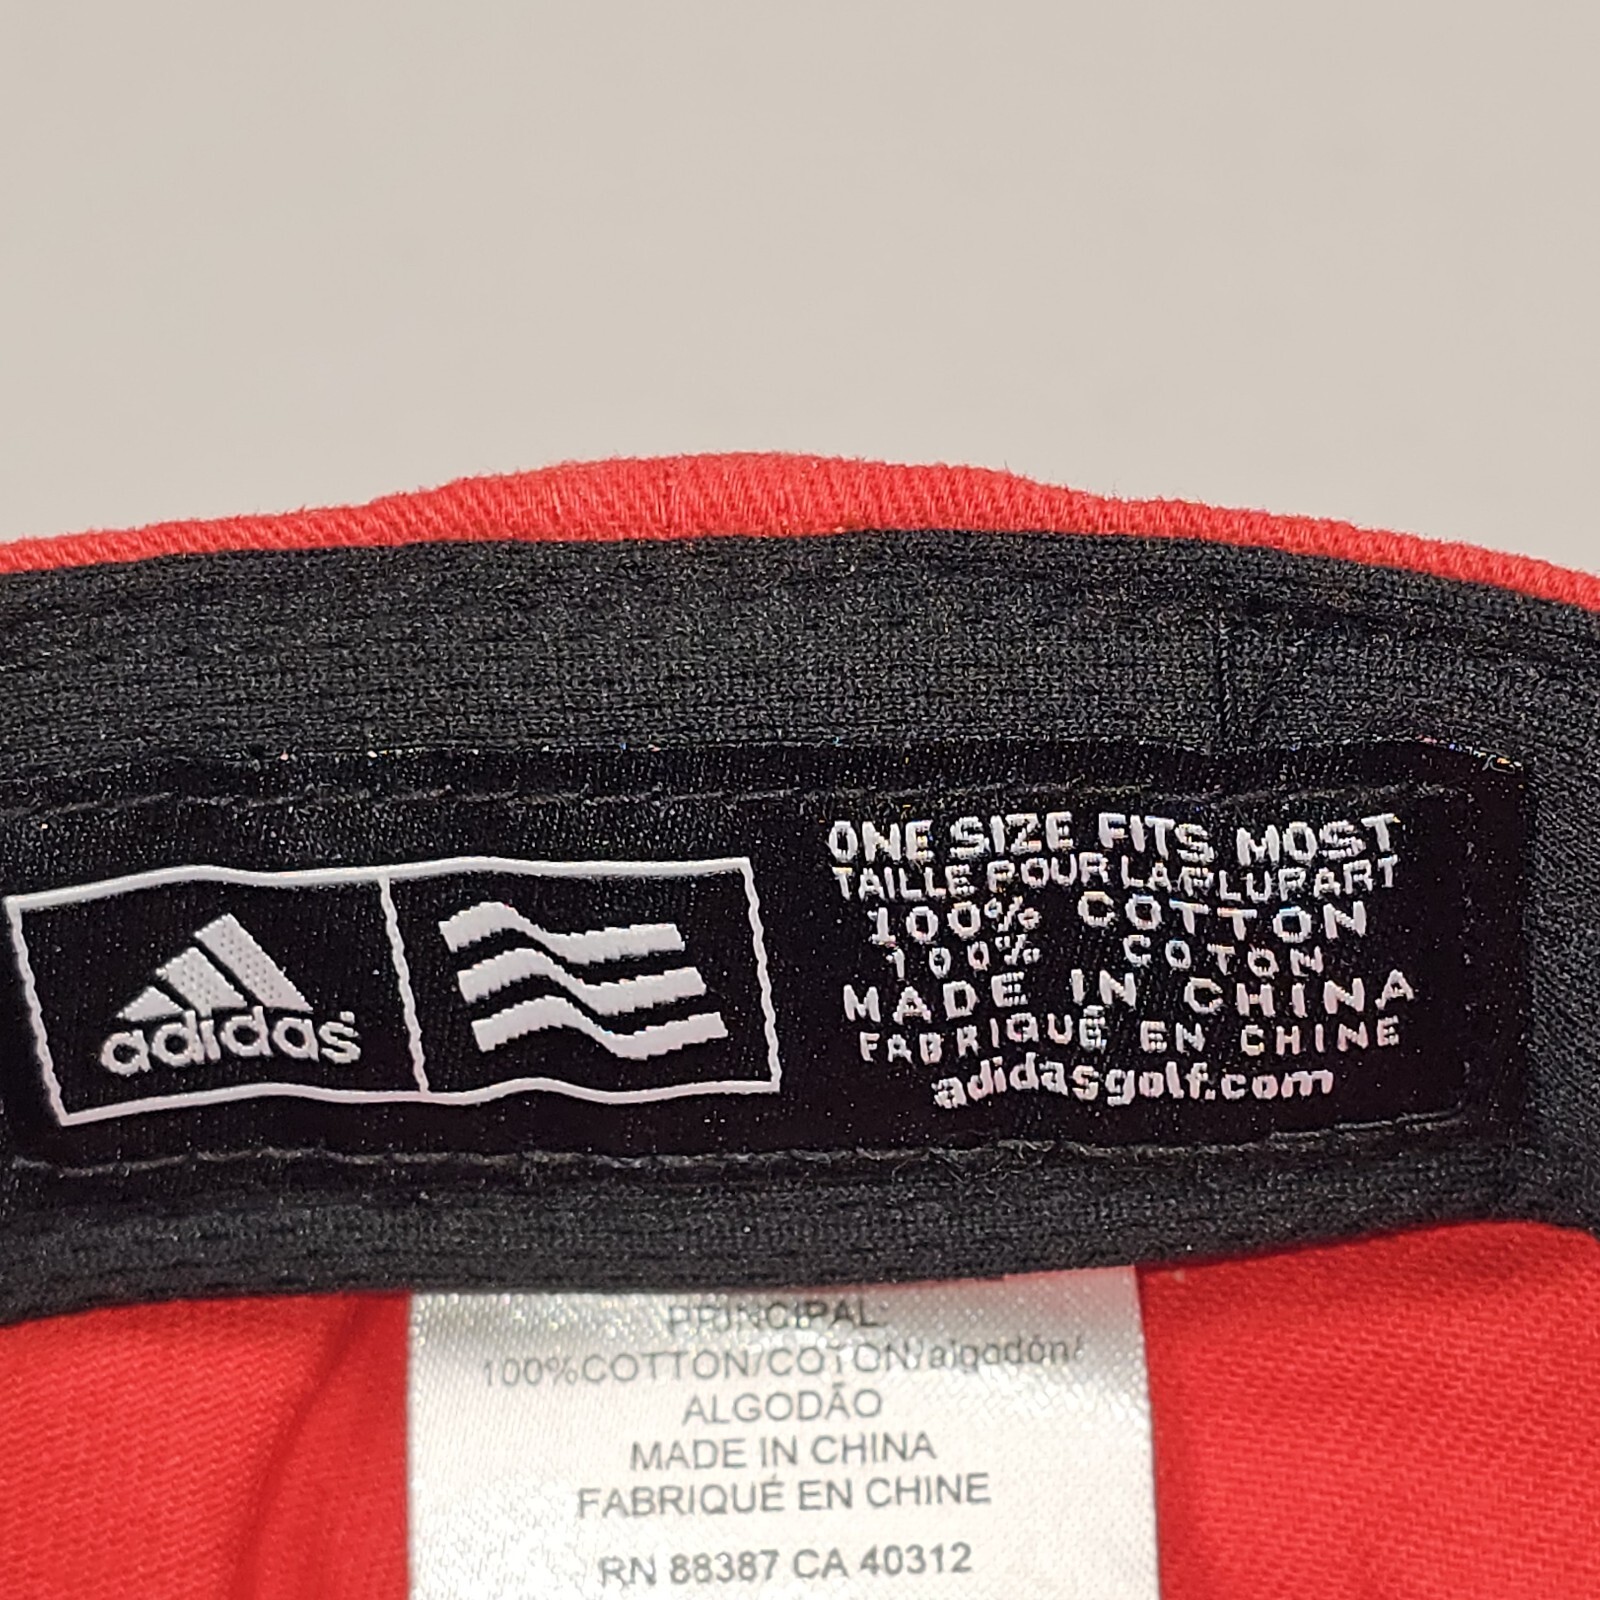 adidas
ONE SIZE FITS MOST
TAILLE POUR LA PLUPART
100% COTTON
100% COTON
MADE IN CHINA
FABRIQUÉ EN CHINE
adidasgolf.com
PRINCIPAL:
100%COTTON/COTON/algodón/
ALGODÃO
MADE IN CHINA
FABRIQUÉ EN CHINE
RN 88387 CA 40312